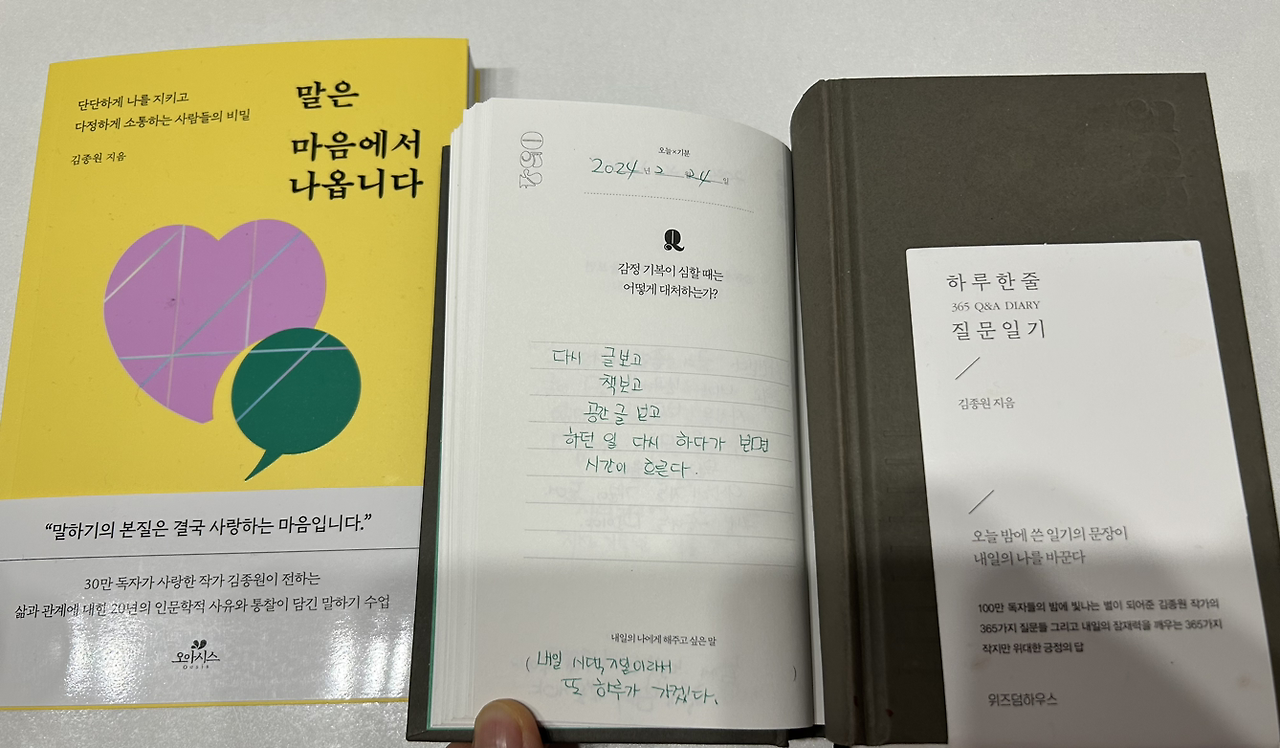 단단하게 나를 지키고
다정하게 소통하는 사람들의 비밀
김종원 지음
말은
마음에서
나옵니다
“말하기의 본질은 결국 사랑하는 마음입니다.”
30만 독자가 사랑한 작가 김종원이 전하는
삶과 관계에 대한 20년의 인문학적 사유와 통찰이 담긴 말하기 수업
오아시스
Oasis
054
오늘×기분
2024년 2월 24일
Q
감정 기복이 심할 때는
어떻게 대처하는가?
다시 글보고
책보고
공간글 보고
하던 일 다시 하다가 보면
시간이 흐른다.
내일의 나에게 해주고 싶은 말
( 내일
또 하루가 가겠다. )
하루한줄
365 Q&A DIARY
질문일기
김종원 지음
오늘 밤에 쓴 일기의 문장이
내일의 나를 바꾼다
100만 독자들의 밤에 빛나는 별이 되어준 김종원 작가의
365가지 질문들 그리고 내일의 잠재력을 깨우는 365가지
작지만 위대한 긍정의 답
위즈덤하우스